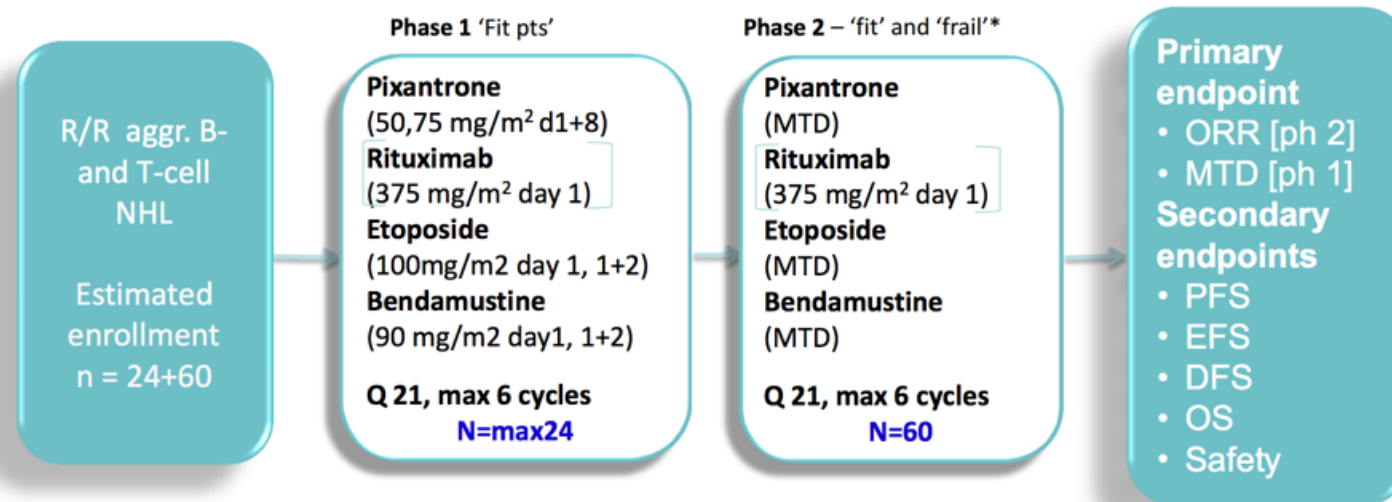 R/R aggr. B-
and T-cell
NHL
Estimated
enrollment
n = 24+60
Phase 1 ‘Fit pts’
Pixantrone
(50,75 mg/m² d1+8)
Rituximab
(375 mg/m² day 1)
Etoposide
(100mg/m2 day 1, 1+2)
Bendamustine
(90 mg/m2 day1, 1+2)
Q 21, max 6 cycles
N=max24
Phase 2 – ‘fit’ and ‘frail’*
Pixantrone
(MTD)
Rituximab
(375 mg/m² day 1)
Etoposide
(MTD)
Bendamustine
(MTD)
Q 21, max 6 cycles
N=60
Primary
endpoint
• ORR [ph 2]
• MTD [ph 1]
Secondary
endpoints
• PFS
• EFS
• DFS
• OS
• Safety